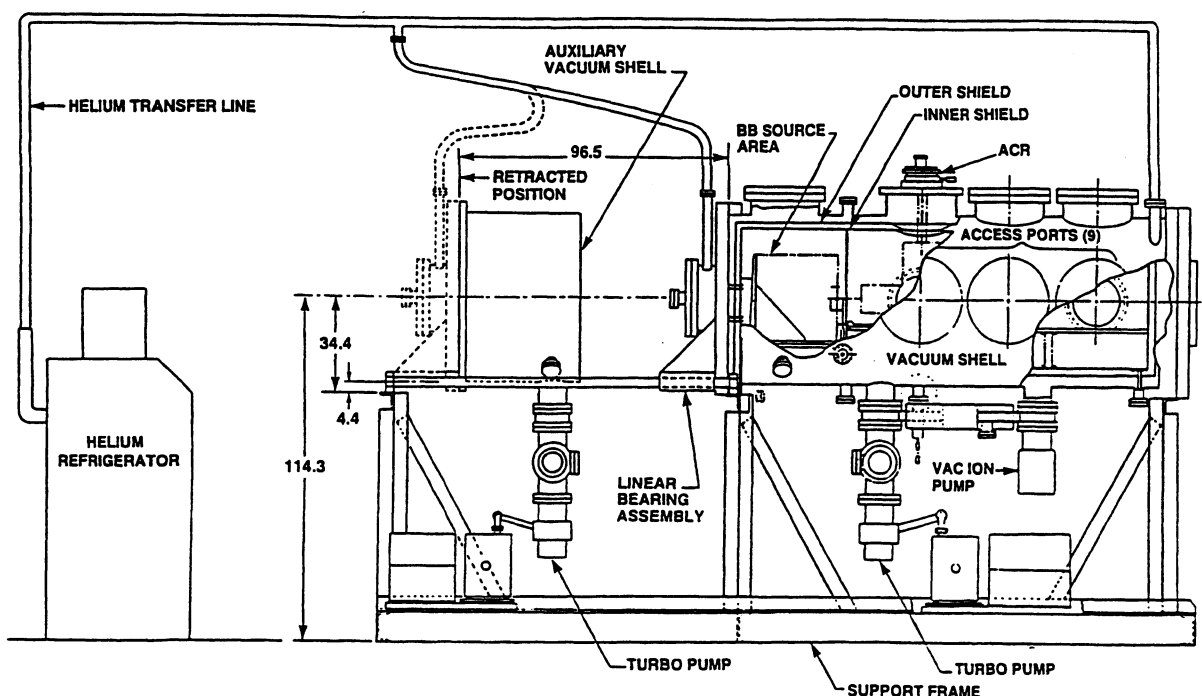 AUXILIARY
VACUUM SHELL
HELIUM TRANSFER LINE
OUTER SHIELD
INNER SHIELD
BB SOURCE
AREA
ACR
96.5
RETRACTED
POSITION
ACCESS PORTS (9)
34.4
VACUUM SHELL
4.4
HELIUM
REFRIGERATOR
114.3
LINEAR
BEARING
ASSEMBLY
VAC ION
PUMP
TURBO PUMP
TURBO PUMP
SUPPORT FRAME